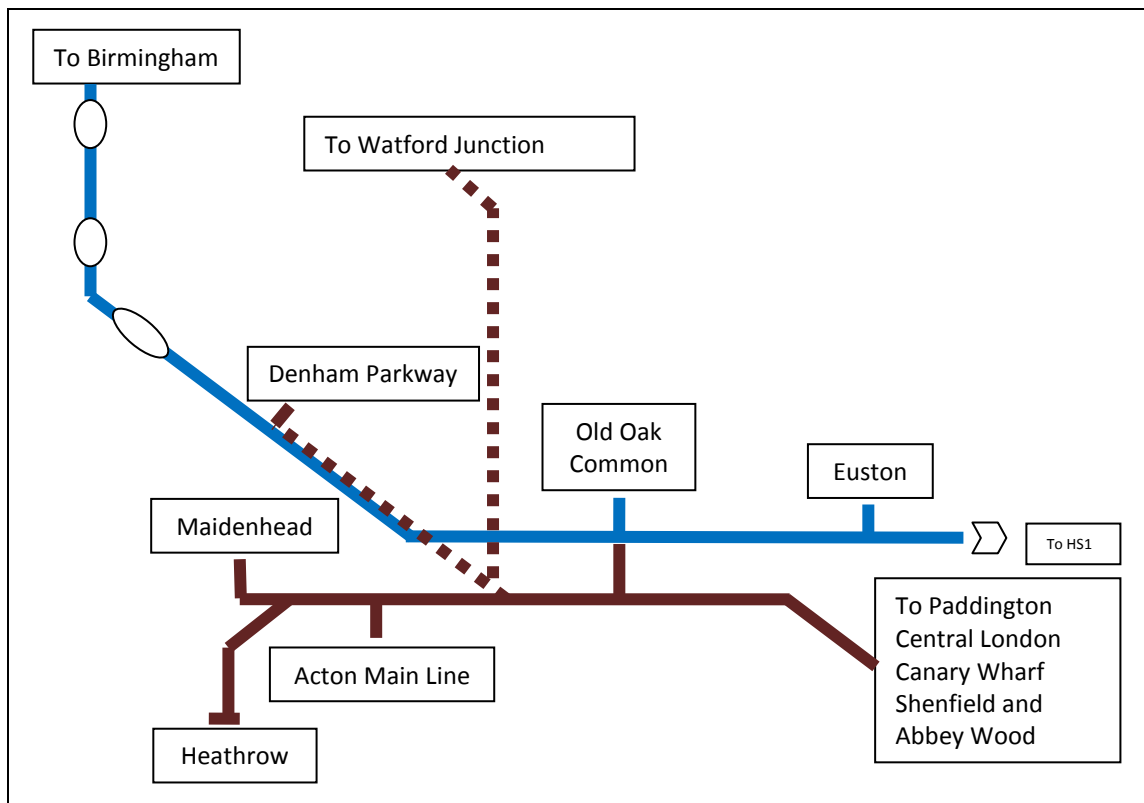 To Birmingham
To Watford Junction
Denham Parkway
Old Oak
Common
Euston
Maidenhead
To HS1
To Paddington
Central London
Canary Wharf
Shenfield and
Abbey Wood
Acton Main Line
Heathrow